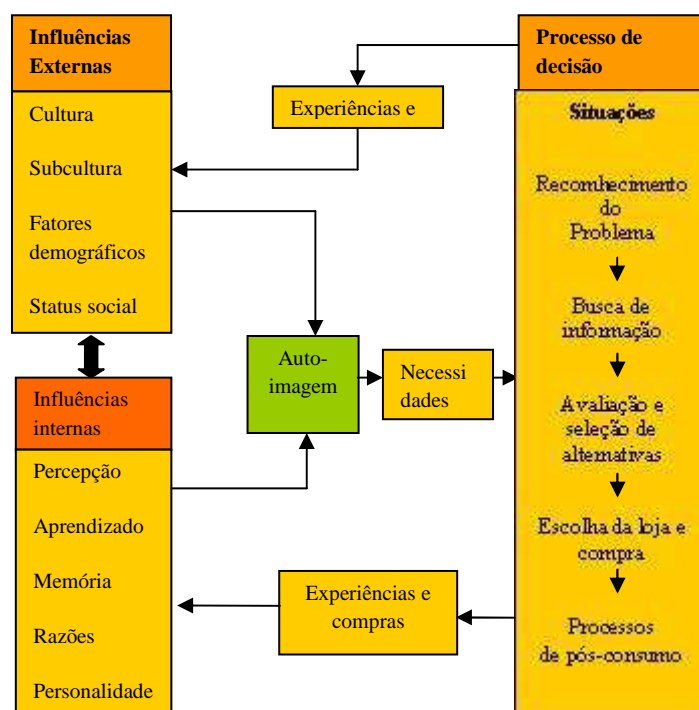 Influências
Externas
Cultura
Subcultura
Fatores
demográficos
Status social
Influências
internas
Percepção
Aprendizado
Memória
Razões
Personalidade
Experiências e
Auto-
imagem
Necessi
dades
Experiências e
compras
Processo de
decisão
Situações
Reconhecimento
do
Problema
Busca de
informação
Avaliação e
seleção de
alternativas
Escolha da loja e
compra
Processos
de pós-consumo